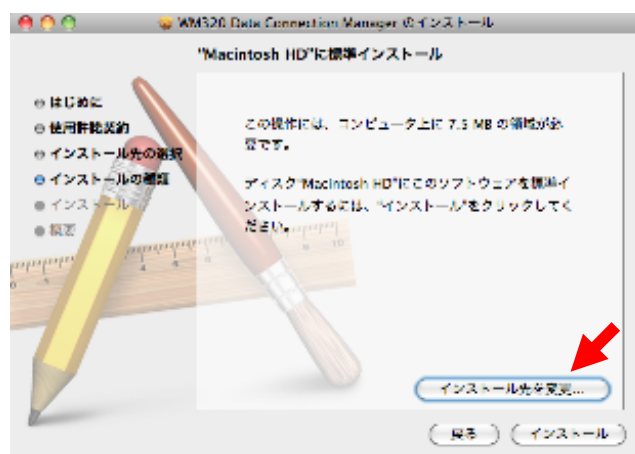 WM320 Data Connection Manager のインストール
"Macintosh HD"に標準インストール
はじめに
使用許諾契約
インストール先の選択
インストールの種類
インストール
概要
この操作には、コンピュータ上に 7.5 MB の領域が必
要です。
ディスク"Macintosh HD"にこのソフトウェアを標準イ
ンストールするには、"インストール"をクリックしてく
ださい。
インストール先を変更...
戻る
インストール